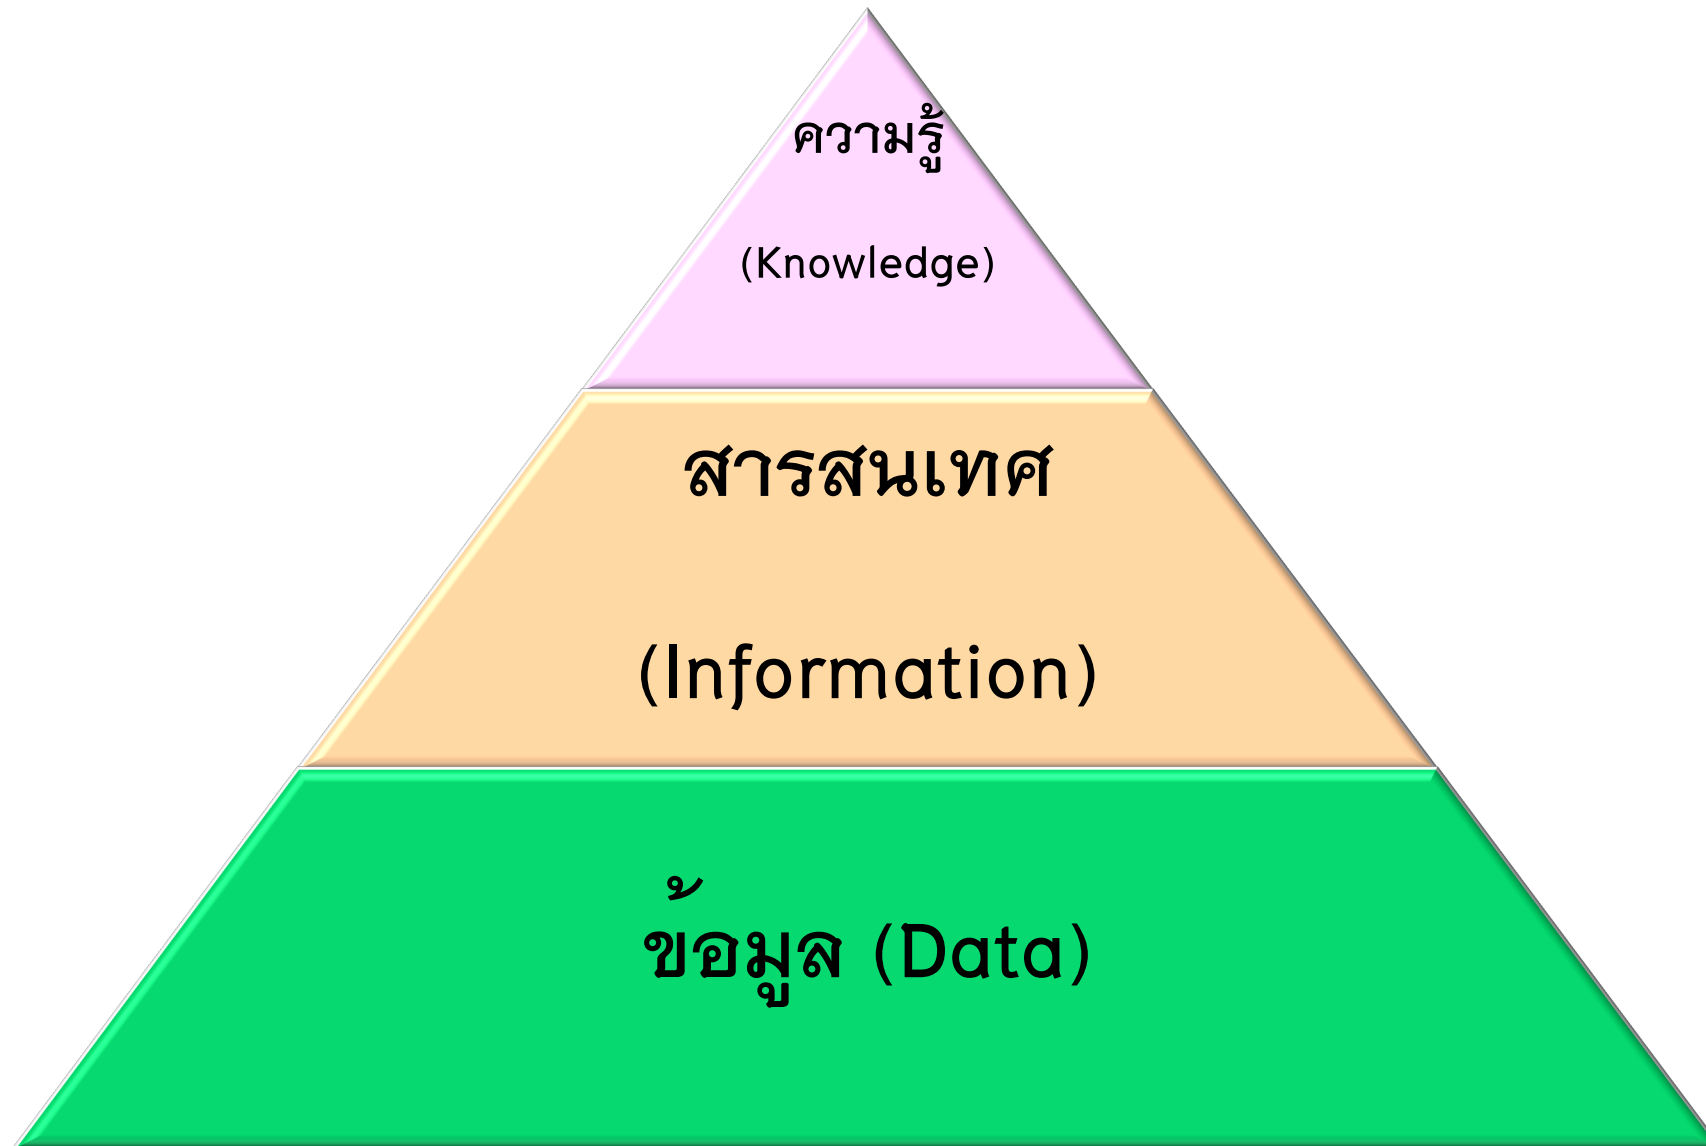 ความรู้
(Knowledge)
สารสนเทศ
(Information)
ข้อมูล (Data)